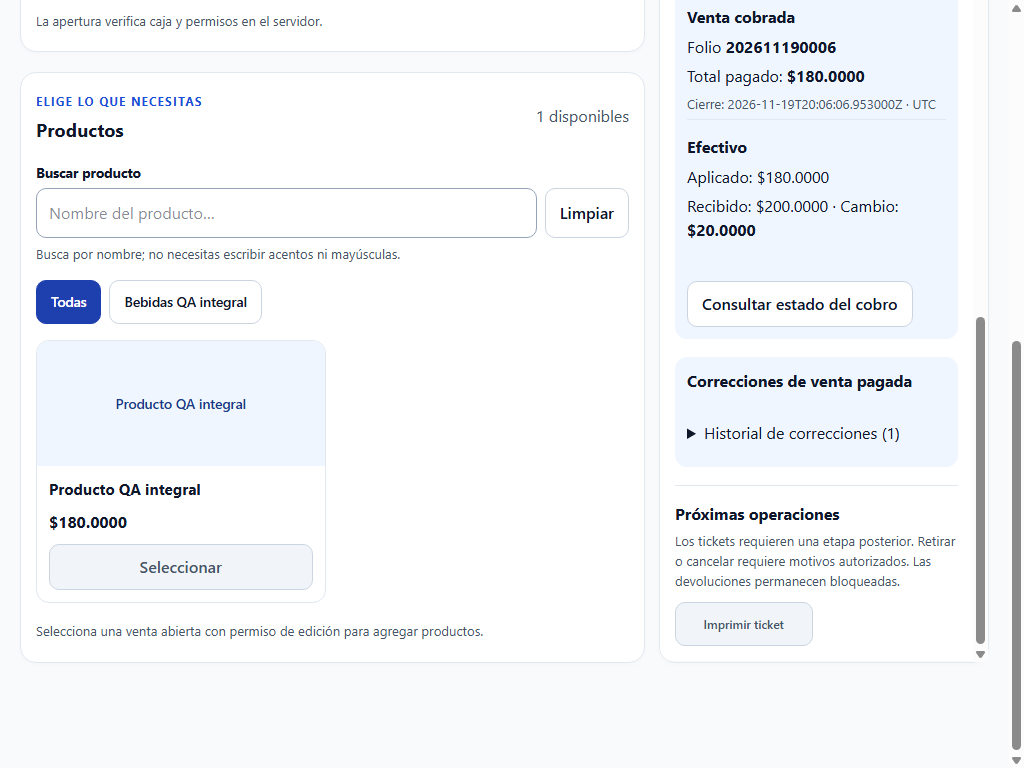 La apertura verifica caja y permisos en el servidor.
ELIGE LO QUE NECESITAS
Productos
1 disponibles
Buscar producto
Nombre del producto...
Limpiar
Busca por nombre; no necesitas escribir acentos ni mayúsculas.
Todas
Bebidas QA integral
Producto QA integral
Producto QA integral
$180.0000
Seleccionar
Selecciona una venta abierta con permiso de edición para agregar productos.
Venta cobrada
Folio 202611190006
Total pagado: $180.0000
Cierre: 2026-11-19T20:06:06.953000Z · UTC
Efectivo
Aplicado: $180.0000
Recibido: $200.0000 · Cambio:
$20.0000
Consultar estado del cobro
Correcciones de venta pagada
Historial de correcciones (1)
Próximas operaciones
Los tickets requieren una etapa posterior. Retirar
o cancelar requiere motivos autorizados. Las
devoluciones permanecen bloqueadas.
Imprimir ticket